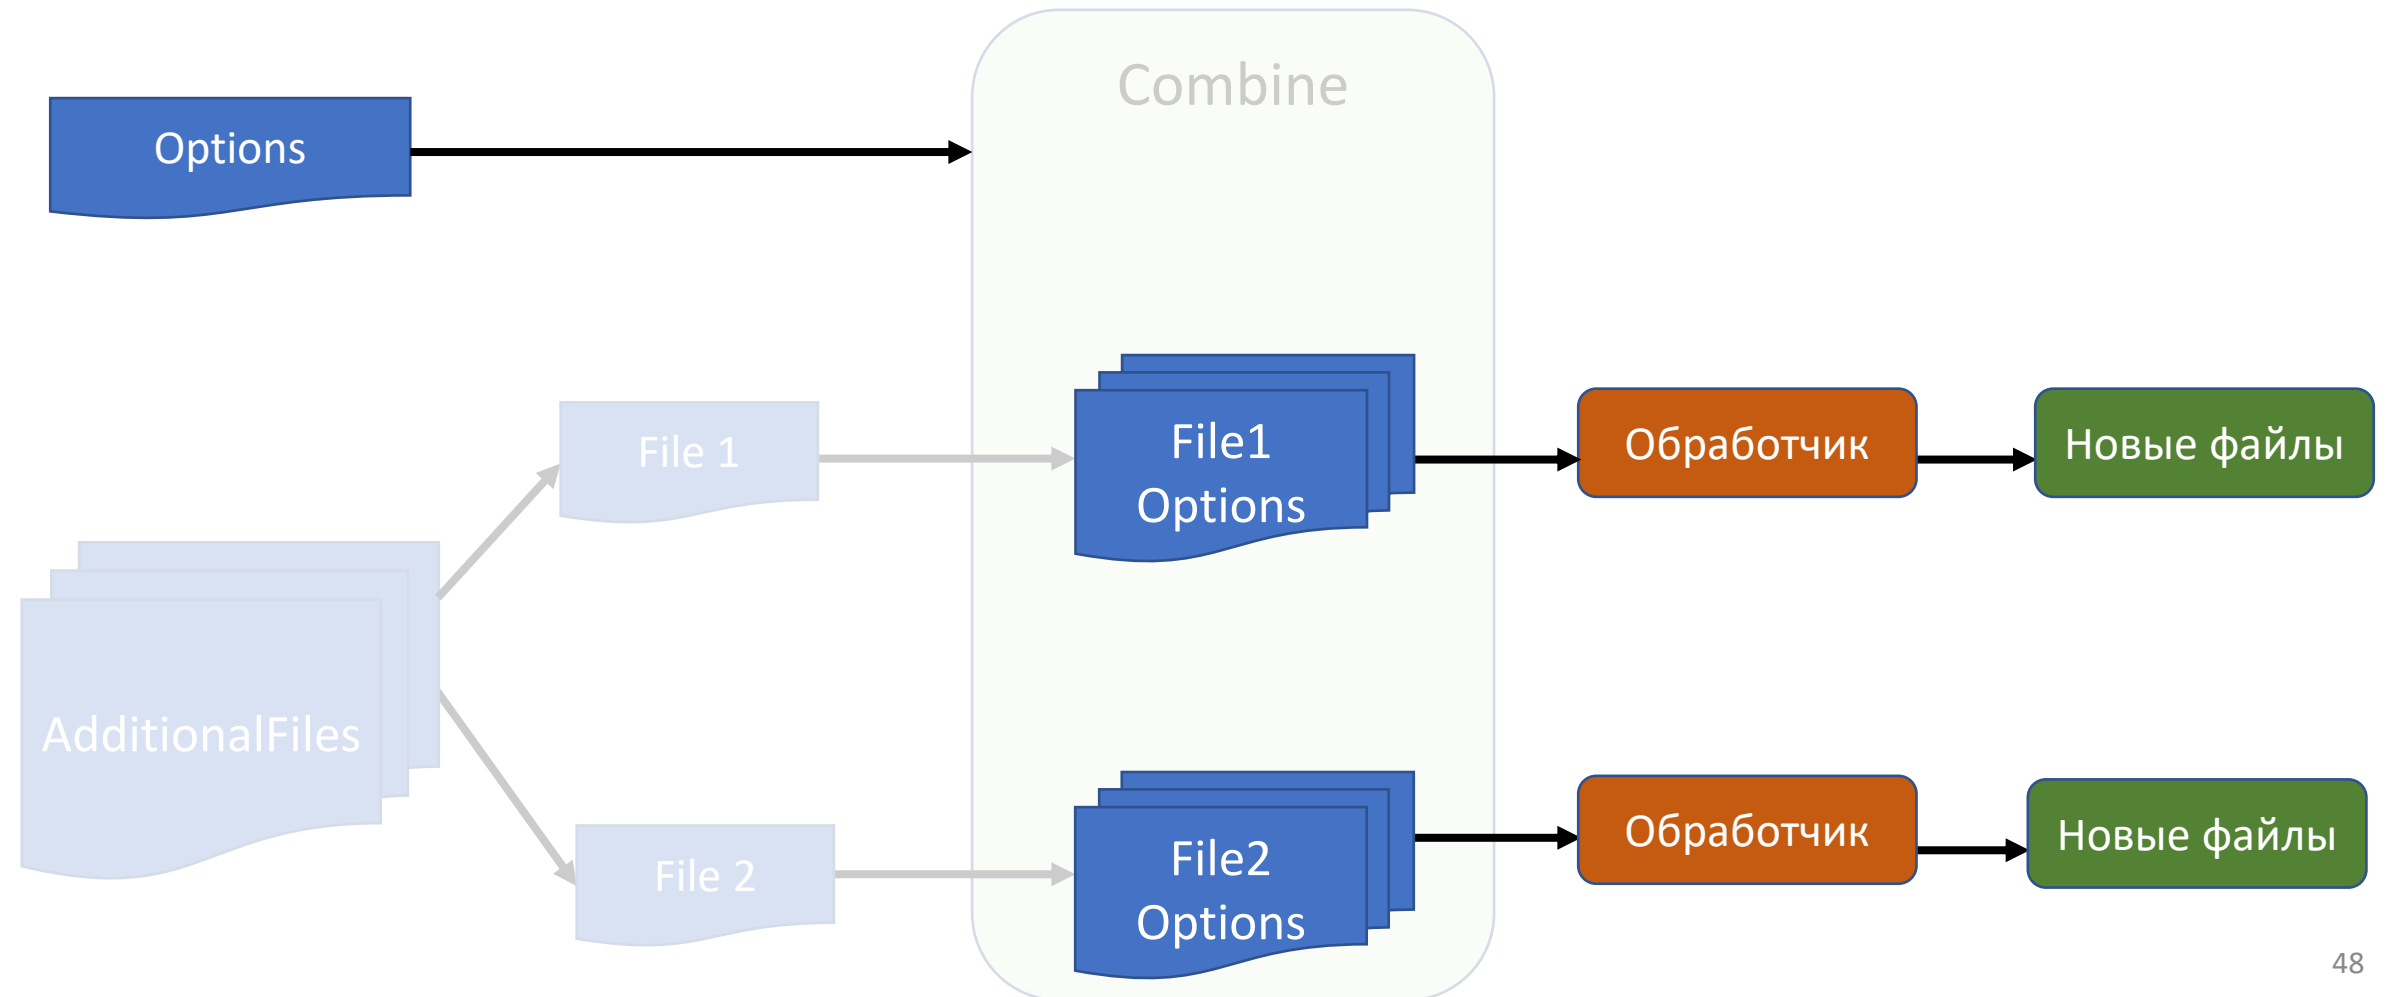 Combine
Options
File 1
File1
Options
Обработчик
Новые файлы
AdditionalFiles
File 2
File2
Options
Обработчик
Новые файлы
48